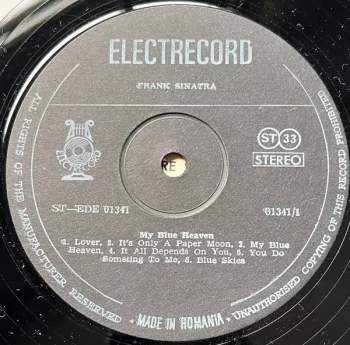 ELECTRECORD
FRANK SINATRA
ELECTRECORD
RE
ST 33
STEREO
ST—EDE 01341
01341/1
My Blue Heaven
1. Lover, 2. It's Only A Paper Moon, 3. My Blue
Heaven, 4. It All Depends On You, 5. You Do
Someting To Me, 6. Blue Skies
ALL RIGHTS OF THE MANUFACTURER RESERVED • MADE IN ROMANIA • UNAUTHORISED COPYING OF THIS RECORD PROHIBITED